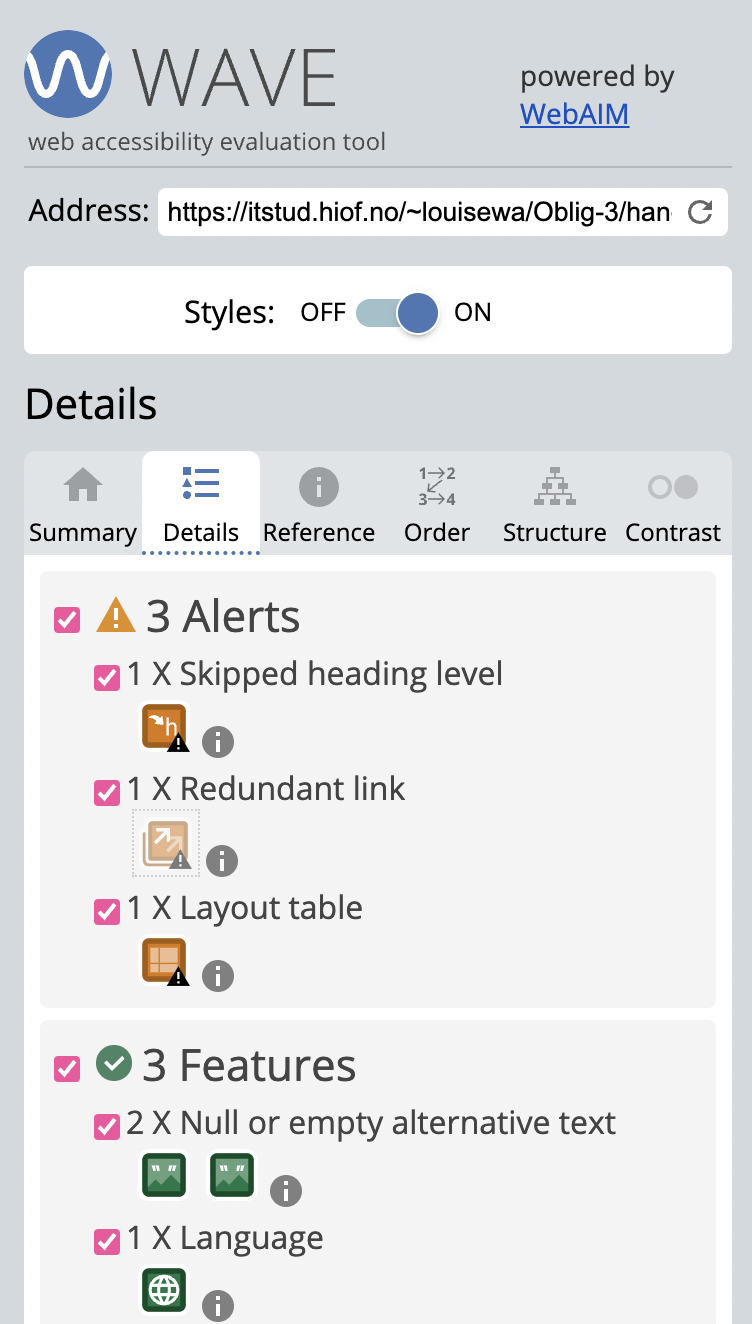 WAVE
web accessibility evaluation tool
powered by
WebAIM
Address: https://itstud.hiof.no/~louisewa/Oblig-3/han
Styles: OFF ON
Details
Summary Details Reference Order Structure Contrast
3 Alerts
1 X Skipped heading level
h
1 X Redundant link
1 X Layout table
3 Features
2 X Null or empty alternative text
1 X Language